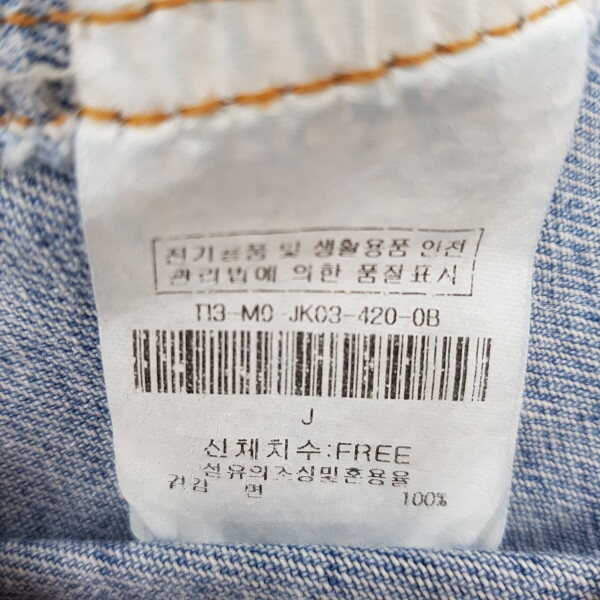 전기용품 및 생활용품 안전
관리법에 의한 품질표시
T13-M0-JK03-420-0B
J
신체치수:FREE
섬유의조성및혼용율
겉감 면 100%